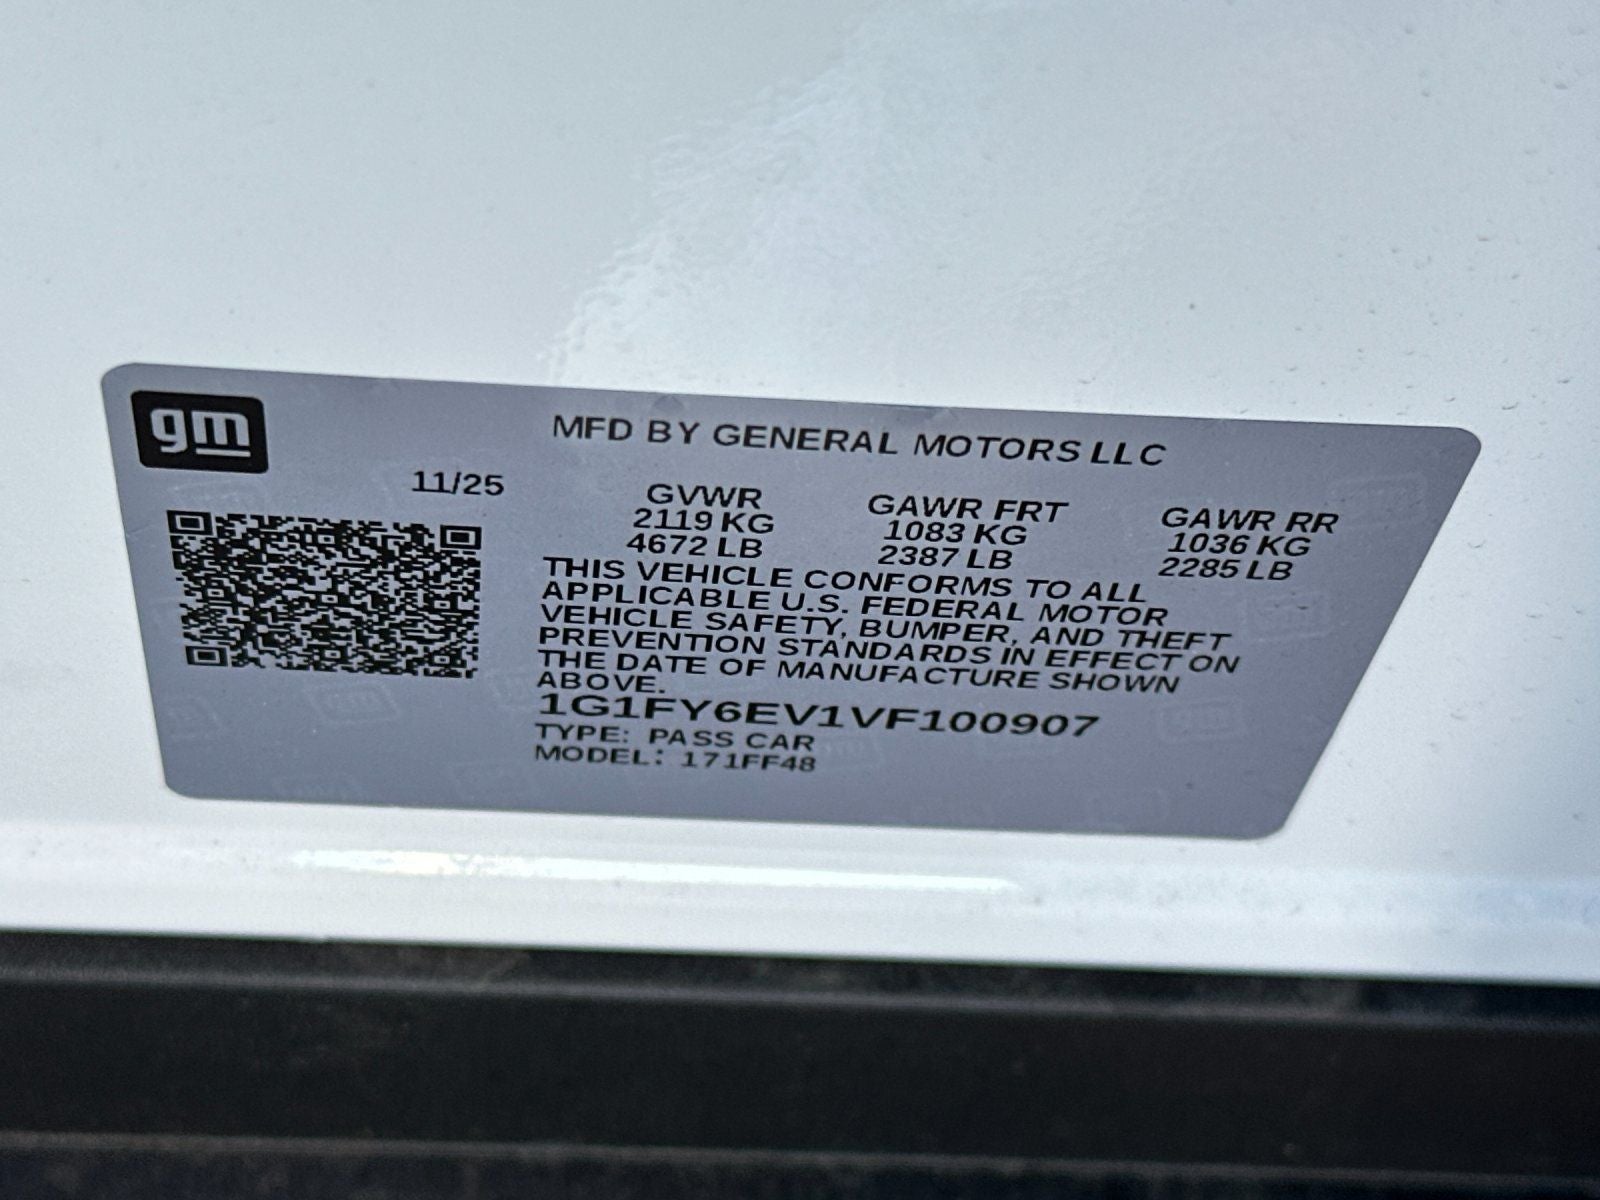 gm
MFD BY GENERAL MOTORS LLC
11/25
GVWR GAWR FRT GAWR RR
2119 KG 1083 KG 1036 KG
4672 LB 2387 LB 2285 LB
THIS VEHICLE CONFORMS TO ALL
APPLICABLE U.S. FEDERAL MOTOR
VEHICLE SAFETY, BUMPER, AND THEFT
PREVENTION STANDARDS IN EFFECT ON
THE DATE OF MANUFACTURE SHOWN
ABOVE.
1G1FY6EV1VF100907
TYPE: PASS CAR
MODEL: 171FF48